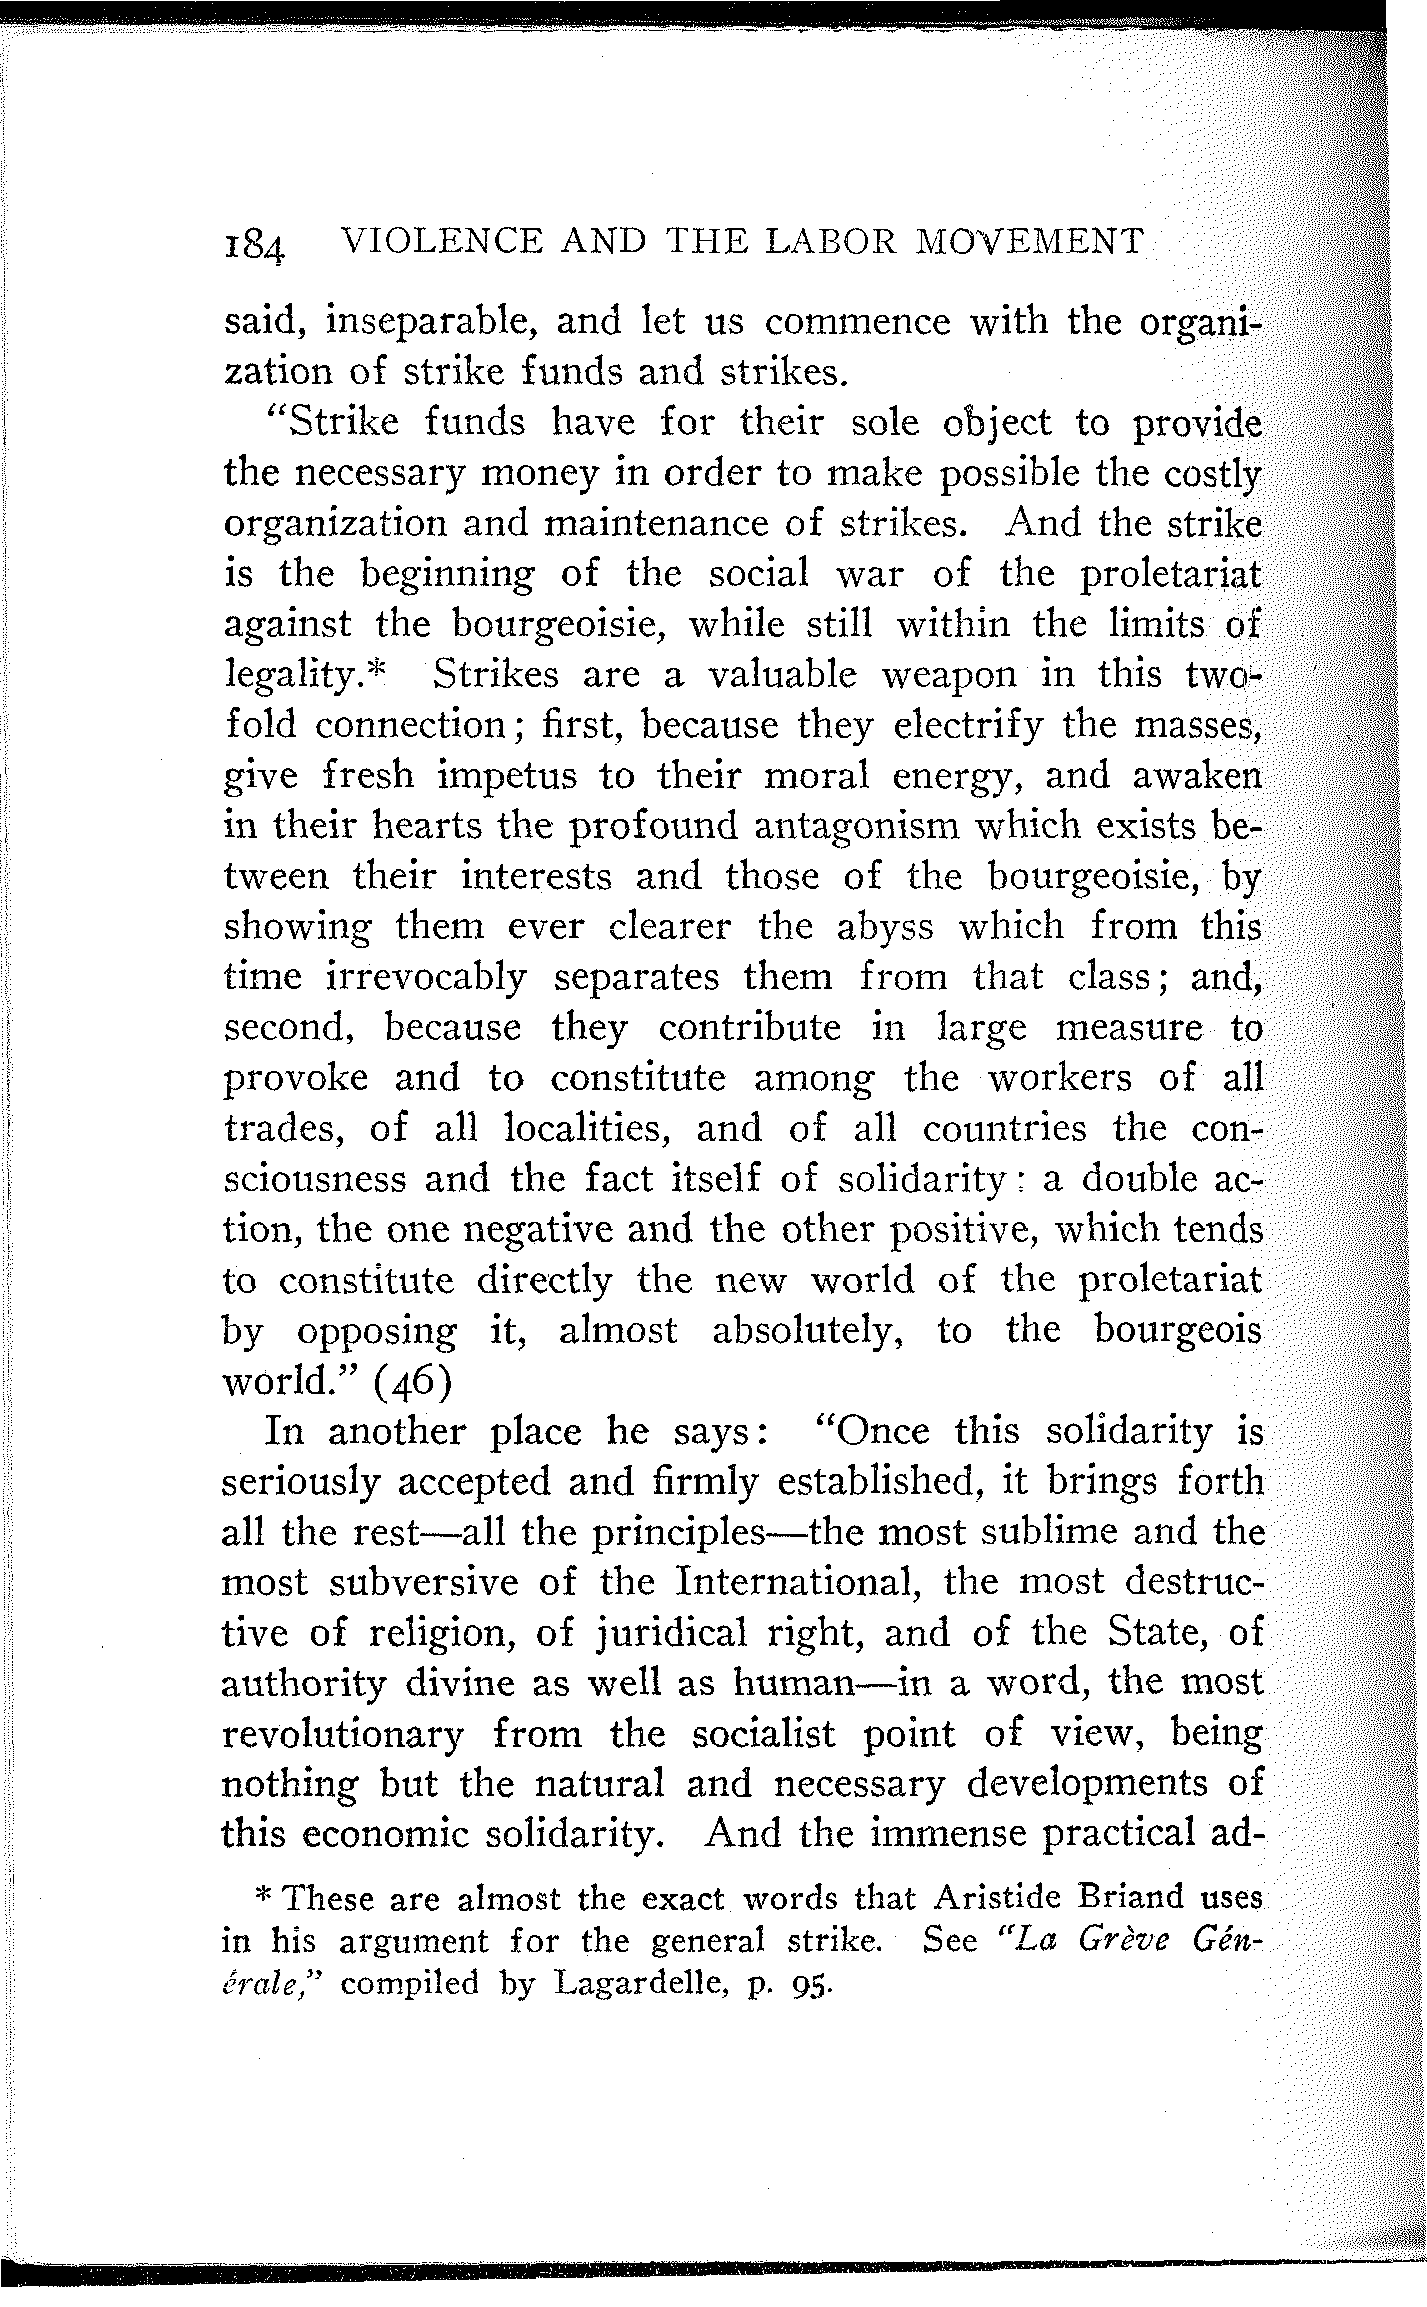 184 VIOLENCE AND THE LABOR MOVEMENT
said, inseparable, and let us commence with the organi-
zation of strike funds and strikes.
"Strike funds have for their sole object to provide
the necessary money in order to make possible the costly
organization and maintenance of strikes. And the strike
is the beginning of the social war of the proletariat
against the bourgeoisie, while still within the limits of
legality.* Strikes are a valuable weapon in this two-
fold connection; first, because they electrify the masses,
give fresh impetus to their moral energy, and awaken
in their hearts the profound antagonism which exists be-
tween their interests and those of the bourgeoisie, by
showing them ever clearer the abyss which from this
time irrevocably separates them from that class; and,
second, because they contribute in large measure to
provoke and to constitute among the workers of all
trades, of all localities, and of all countries the con-
sciousness and the fact itself of solidarity: a double ac-
tion, the one negative and the other positive, which tends
to constitute directly the new world of the proletariat
by opposing it, almost absolutely, to the bourgeois
world." (46)
In another place he says: "Once this solidarity is
seriously accepted and firmly established, it brings forth
all the rest—all the principles—the most sublime and the
most subversive of the International, the most destruc-
tive of religion, of juridical right, and of the State, of
authority divine as well as human—in a word, the most
revolutionary from the socialist point of view, being
nothing but the natural and necessary developments of
this economic solidarity. And the immense practical ad-
* These are almost the exact words that Aristide Briand uses
in his argument for the general strike. See "La Grève Gén-
érale," compiled by Lagardelle, p. 95.